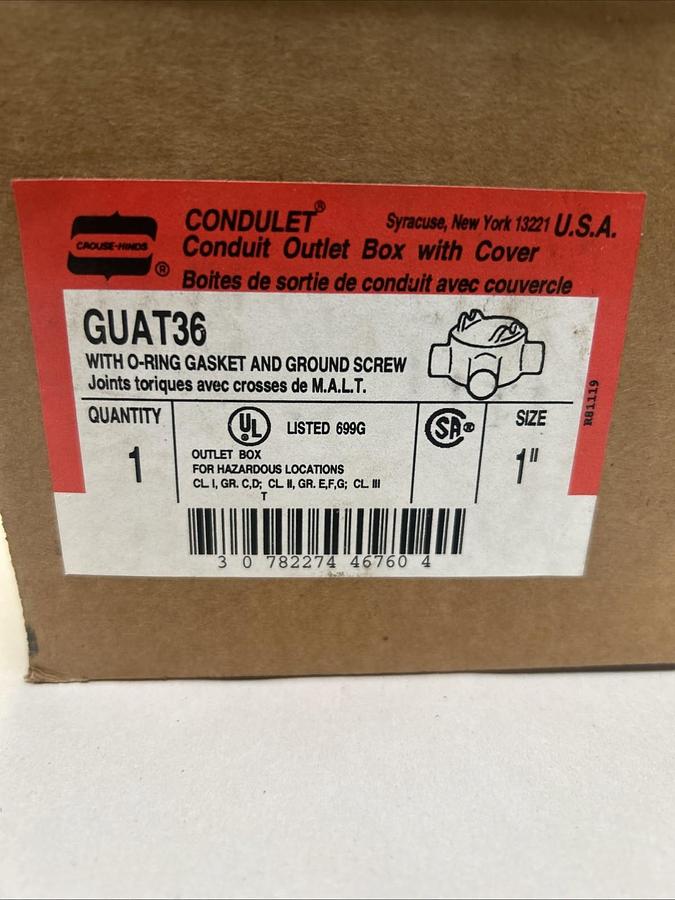 CROUSE-HINDS
®
CONDULET®
Syracuse, New York 13221 U.S.A.
Conduit Outlet Box with Cover
Boites de sortie de conduit avec couvercle
GUAT36
WITH O-RING GASKET AND GROUND SCREW
Joints toriques avec crosses de M.A.L.T.
R81119
QUANTITY
1
UL
LISTED 699G
OUTLET BOX
FOR HAZARDOUS LOCATIONS
CL. I, GR. C,D; CL. II, GR. E,F,G; CL. III
T
SA®
SIZE
1"
3 0 782274 46760 4